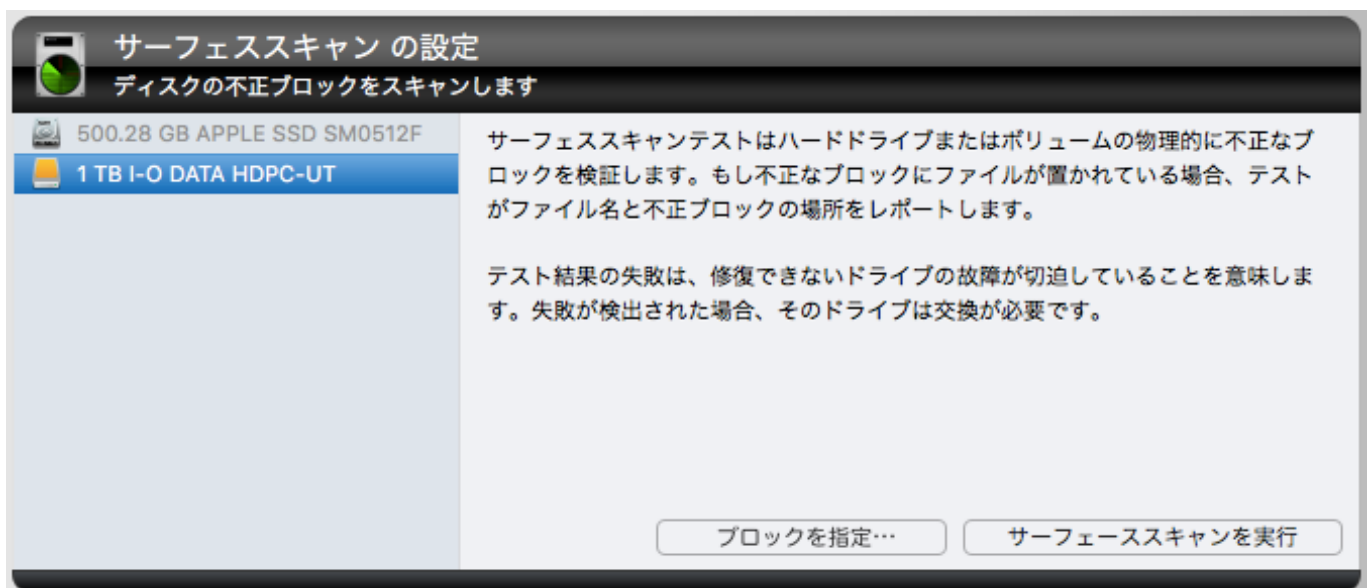 サーフェススキャン の設定
ディスクの不正ブロックをスキャンします
500.28 GB APPLE SSD SM0512F
1 TB I-O DATA HDPC-UT
サーフェススキャンテストはハードドライブまたはボリュームの物理的に不正なブ
ロックを検証します。もし不正なブロックにファイルが置かれている場合、テスト
がファイル名と不正ブロックの場所をレポートします。
テスト結果の失敗は、修復できないドライブの故障が切迫していることを意味しま
す。失敗が検出された場合、そのドライブは交換が必要です。
ブロックを指定…
サーフェーススキャンを実行